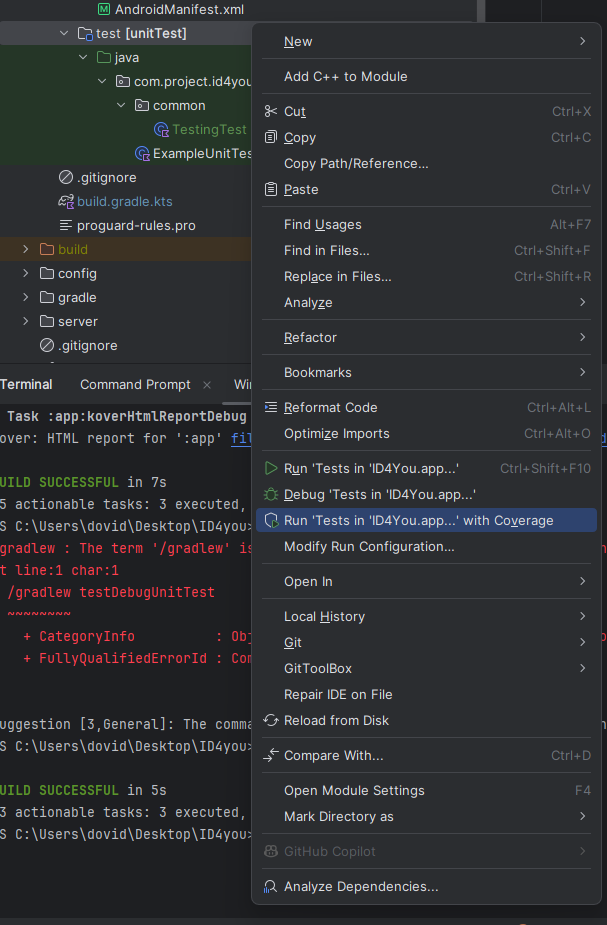 AndroidManifest.xml
test [unitTest]
java
com.project.id4you
common
TestingTest
ExampleUnitTes
.gitignore
build.gradle.kts
proguard-rules.pro
build
config
gradle
server
.gitignore
New
Add C++ to Module
Cut Ctrl+X
Copy Ctrl+C
Copy Path/Reference...
Paste Ctrl+V
Find Usages Alt+F7
Find in Files... Ctrl+Shift+F
Replace in Files... Ctrl+Shift+R
Analyze
Refactor
Bookmarks
Reformat Code Ctrl+Alt+L
Optimize Imports Ctrl+Alt+O
Run 'Tests in 'ID4You.app...' Ctrl+Shift+F10
Debug 'Tests in 'ID4You.app...'
Run 'Tests in 'ID4You.app...' with Coverage
Modify Run Configuration...
Open In
Local History
Git
GitToolBox
Repair IDE on File
Reload from Disk
Compare With... Ctrl+D
Open Module Settings F4
Mark Directory as
GitHub Copilot
Analyze Dependencies...
Terminal Command Prompt × Wi
Task :app:koverHtmlReportDebug
over: HTML report for ':app' fil
UILD SUCCESSFUL in 7s
5 actionable tasks: 3 executed,
S C:\Users\dovid\Desktop\ID4you>
gradlew : The term '/gradlew' is
t line:1 char:1
/gradlew testDebugUnitTest
~~~~~~~~
+ CategoryInfo : Obj
+ FullyQualifiedErrorId : Com
uggestion [3,General]: The comma
S C:\Users\dovid\Desktop\ID4you>
UILD SUCCESSFUL in 5s
3 actionable tasks: 3 executed,
S C:\Users\dovid\Desktop\ID4you>